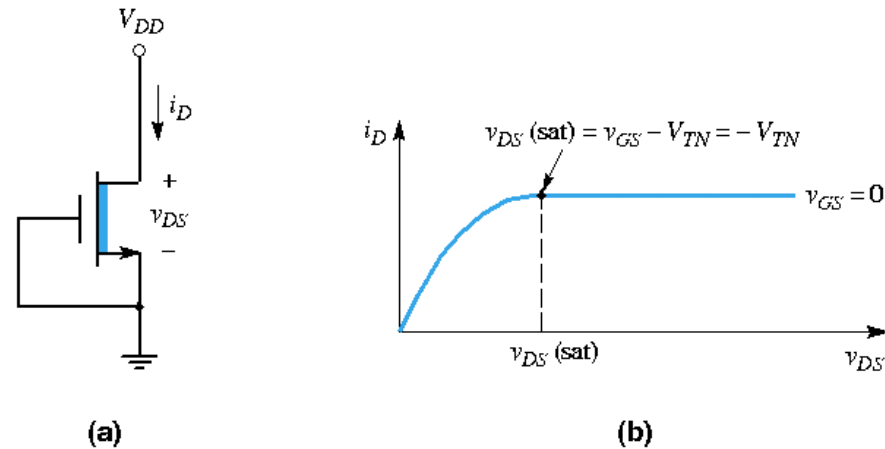 V_DD
i_D
+
v_DS
−
(a)
i_D
v_DS (sat) = v_GS − V_TN = − V_TN
v_GS = 0
v_DS (sat)
v_DS
(b)